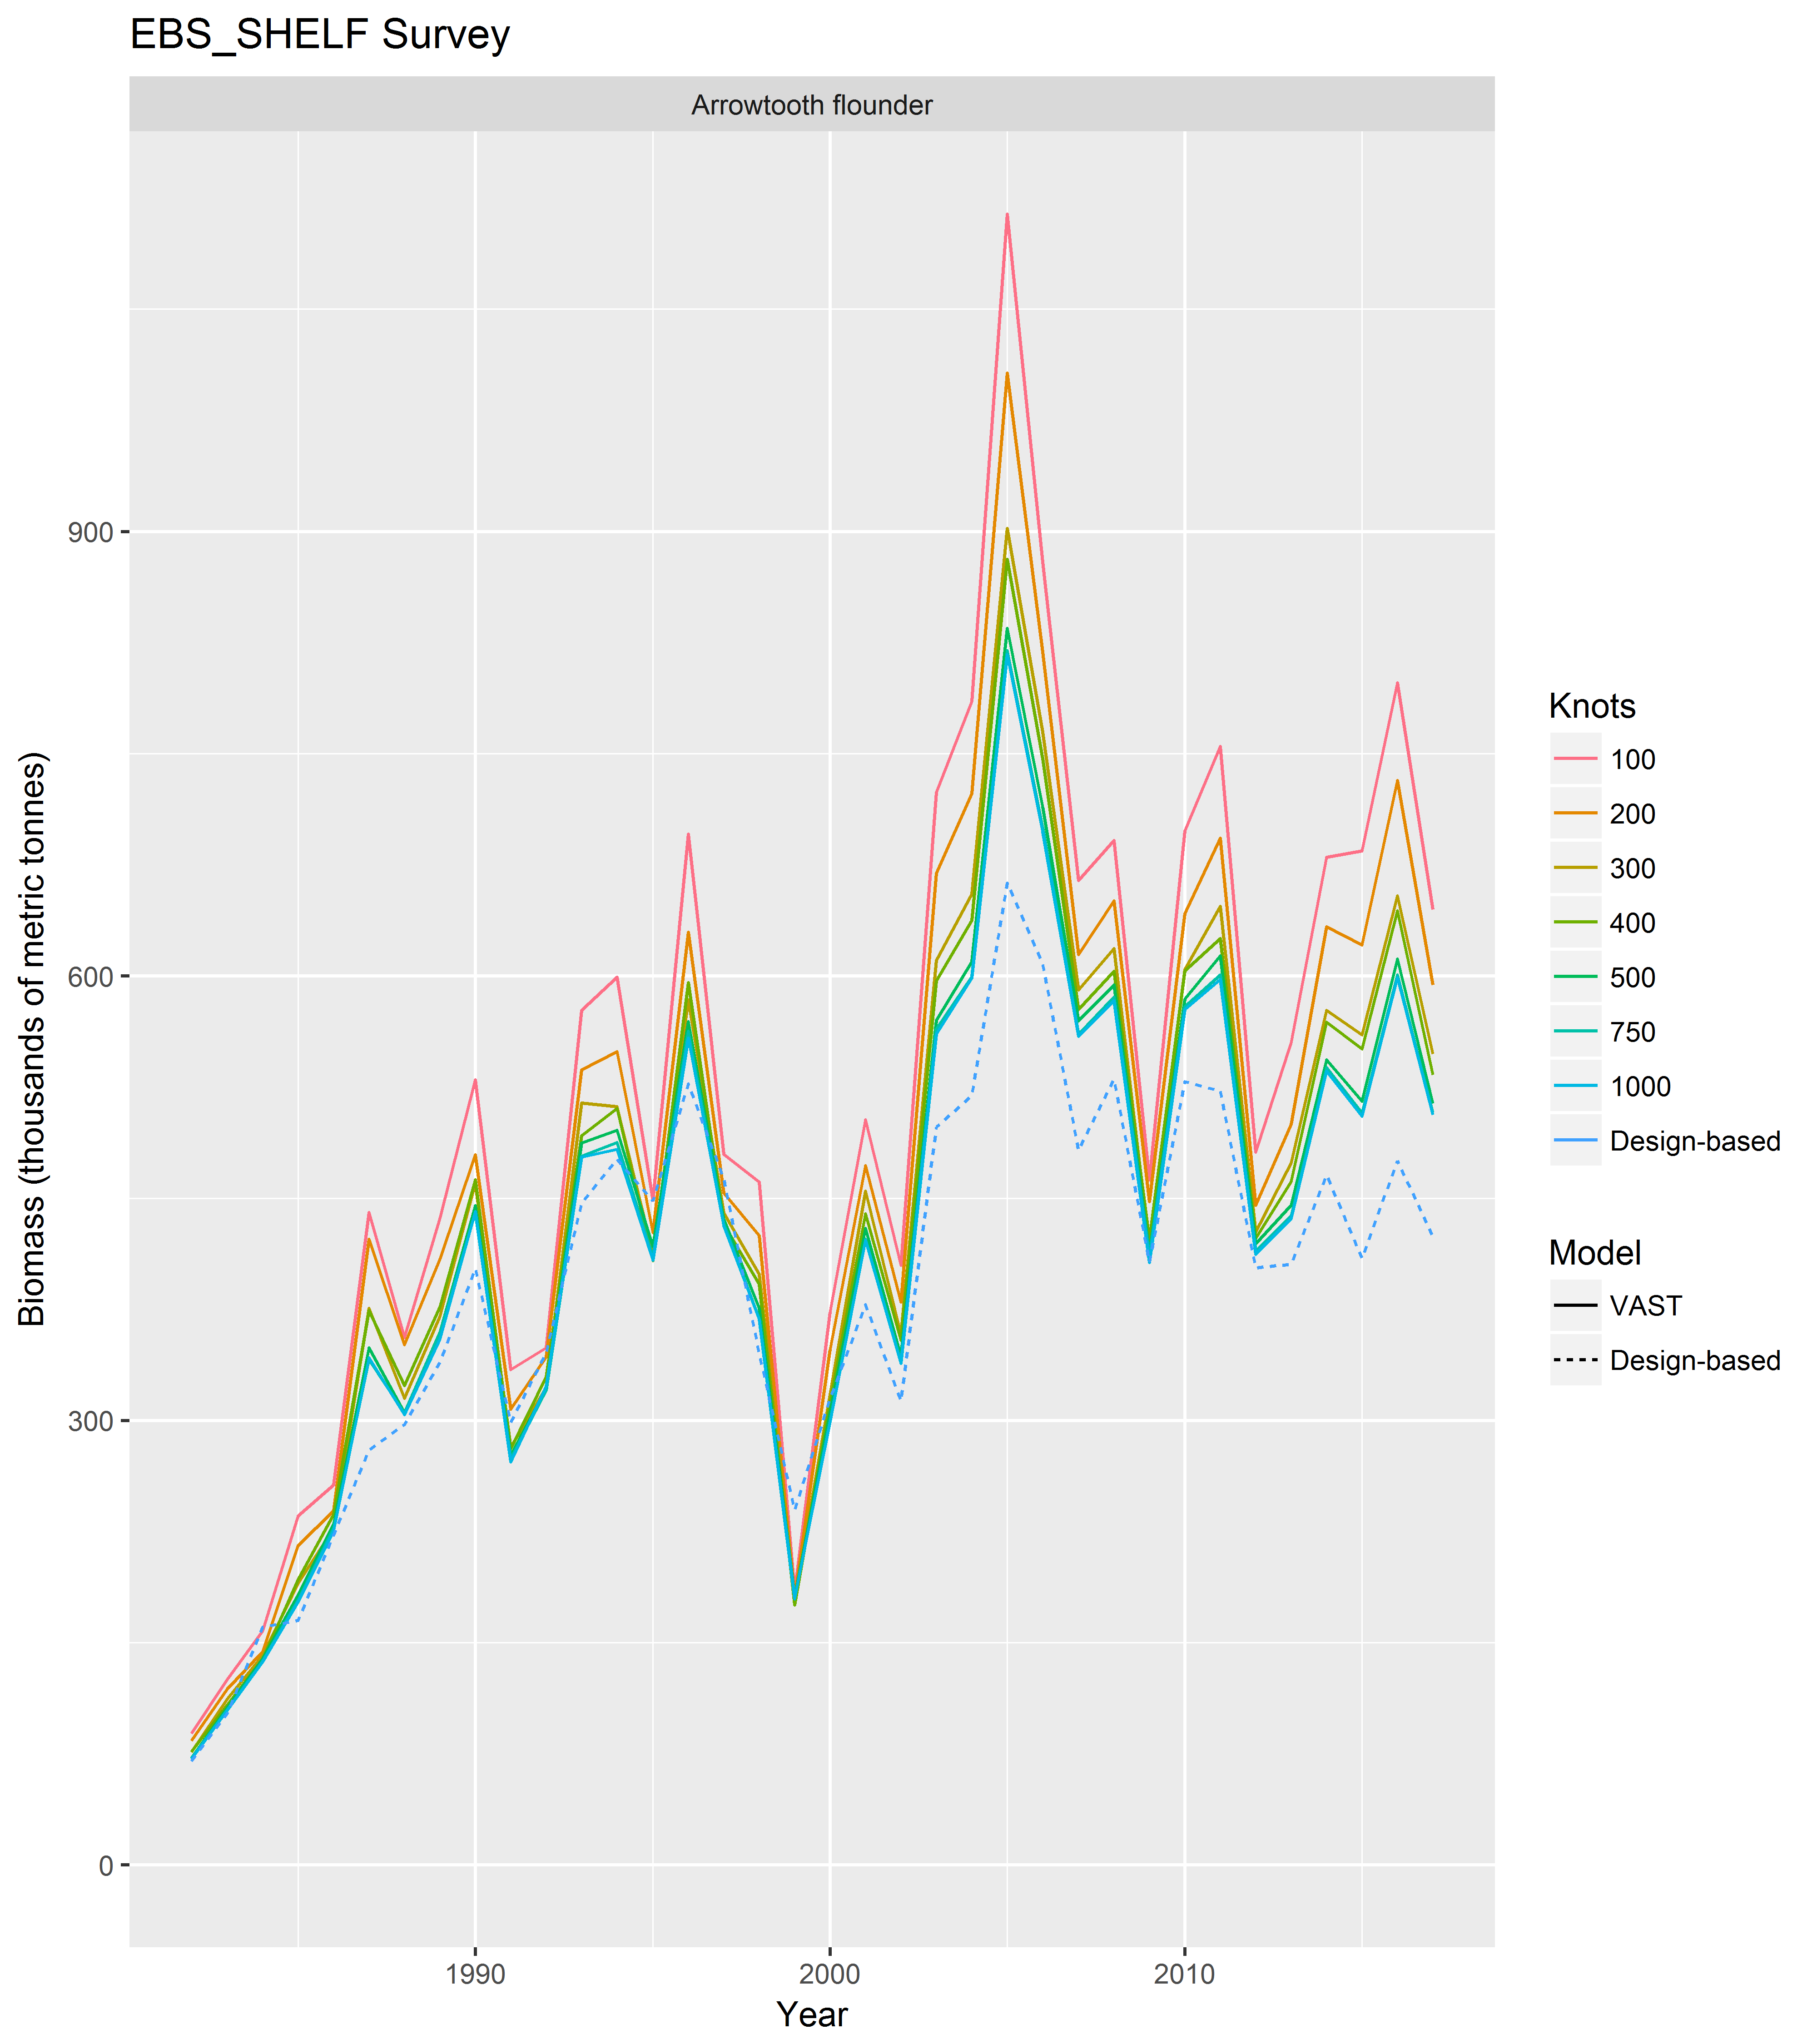 EBS_SHELF Survey
Arrowtooth flounder
Biomass (thousands of metric tonnes)
900
600
300
0
1990
2000
2010
Year
Knots
100
200
300
400
500
750
1000
Design-based
Model
VAST
Design-based